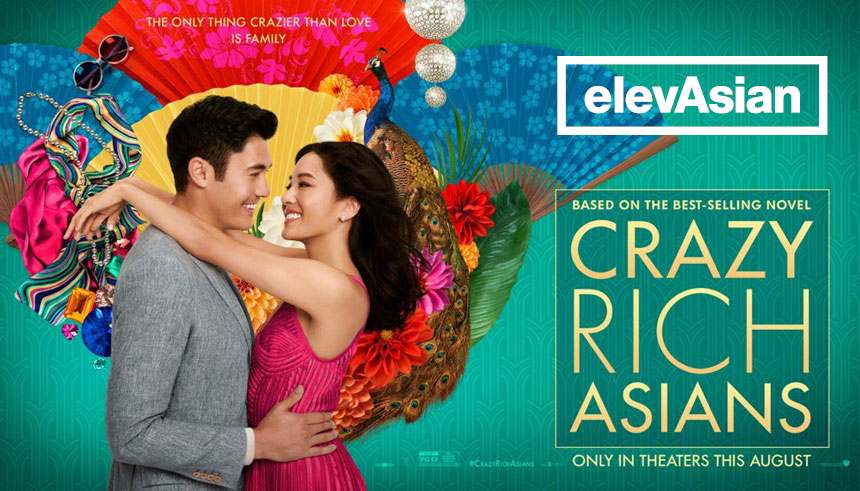 THE ONLY THING CRAZIER THAN LOVE
IS FAMILY
elevAsian
BASED ON THE BEST-SELLING NOVEL
CRAZY
RICH
ASIANS
ONLY IN THEATERS THIS AUGUST
#CRAZYRICHASIANS